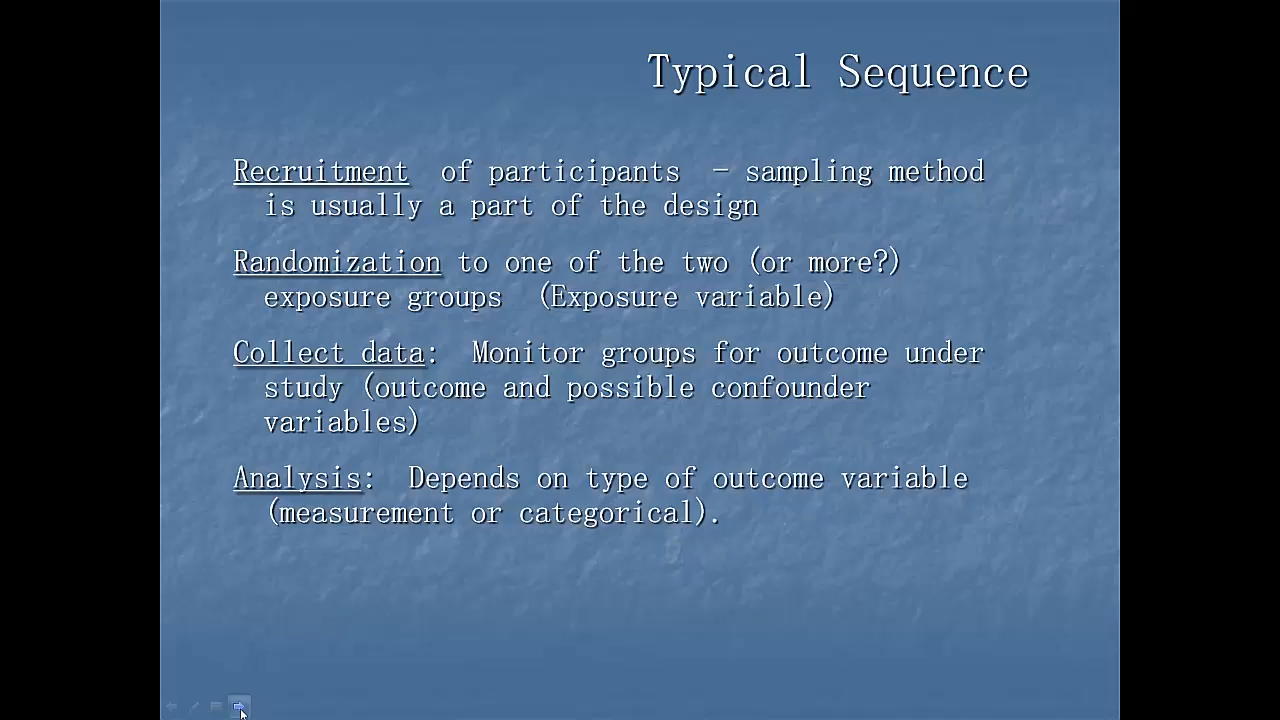 Typical Sequence
Recruitment of participants - sampling method
is usually a part of the design
Randomization to one of the two (or more?)
exposure groups (Exposure variable)
Collect data: Monitor groups for outcome under
study (outcome and possible confounder
variables)
Analysis: Depends on type of outcome variable
(measurement or categorical).